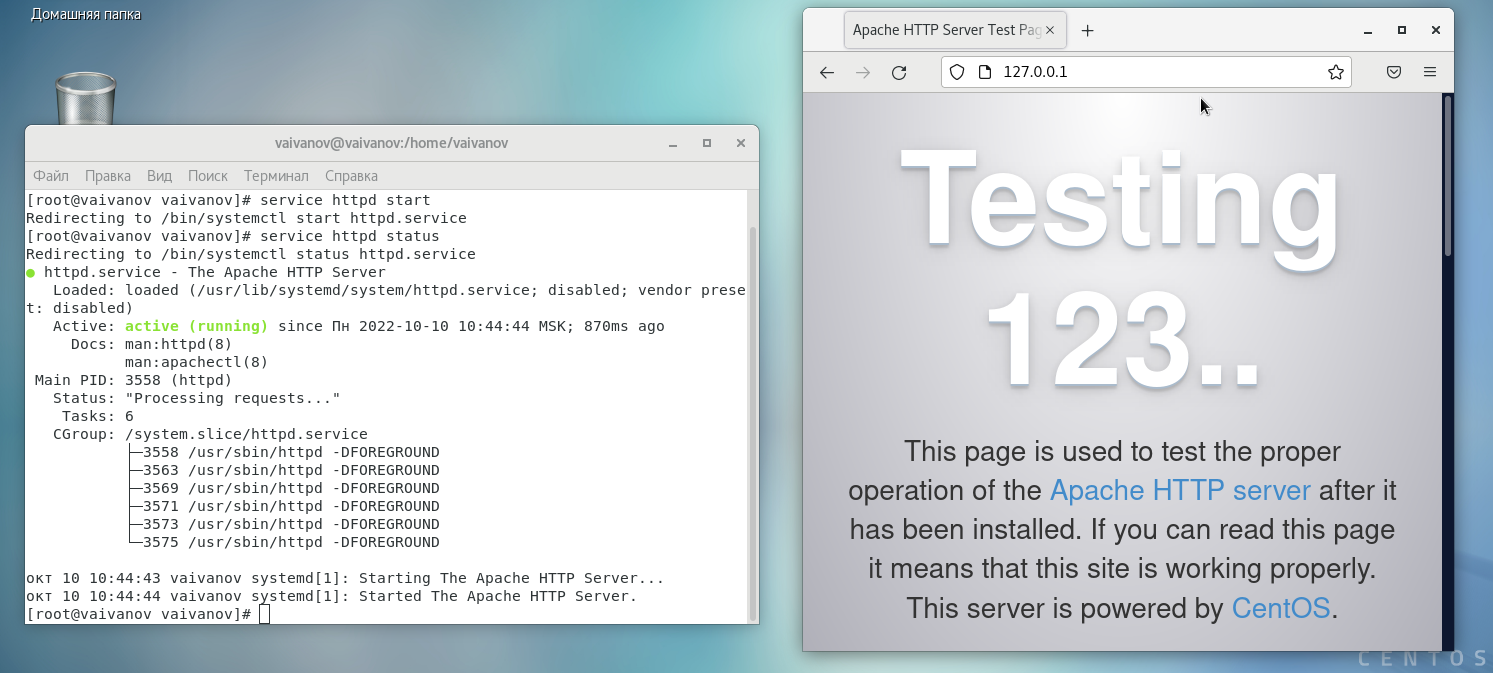 Домашняя папка
vaivanov@vaivanov:/home/vaivanov
Файл Правка Вид Поиск Терминал Справка
[root@vaivanov vaivanov]# service httpd start
Redirecting to /bin/systemctl start httpd.service
[root@vaivanov vaivanov]# service httpd status
Redirecting to /bin/systemctl status httpd.service
● httpd.service - The Apache HTTP Server
   Loaded: loaded (/usr/lib/systemd/system/httpd.service; disabled; vendor prese
t: disabled)
   Active: active (running) since Пн 2022-10-10 10:44:44 MSK; 870ms ago
     Docs: man:httpd(8)
           man:apachectl(8)
 Main PID: 3558 (httpd)
   Status: "Processing requests..."
    Tasks: 6
   CGroup: /system.slice/httpd.service
           ├─3558 /usr/sbin/httpd -DFOREGROUND
           ├─3563 /usr/sbin/httpd -DFOREGROUND
           ├─3569 /usr/sbin/httpd -DFOREGROUND
           ├─3571 /usr/sbin/httpd -DFOREGROUND
           ├─3573 /usr/sbin/httpd -DFOREGROUND
           └─3575 /usr/sbin/httpd -DFOREGROUND
окт 10 10:44:43 vaivanov systemd[1]: Starting The Apache HTTP Server...
окт 10 10:44:44 vaivanov systemd[1]: Started The Apache HTTP Server.
[root@vaivanov vaivanov]#
Apache HTTP Server Test Pag
127.0.0.1
Testing
123..
This page is used to test the proper
operation of the Apache HTTP server after it
has been installed. If you can read this page
it means that this site is working properly.
This server is powered by CentOS.
CENTOS